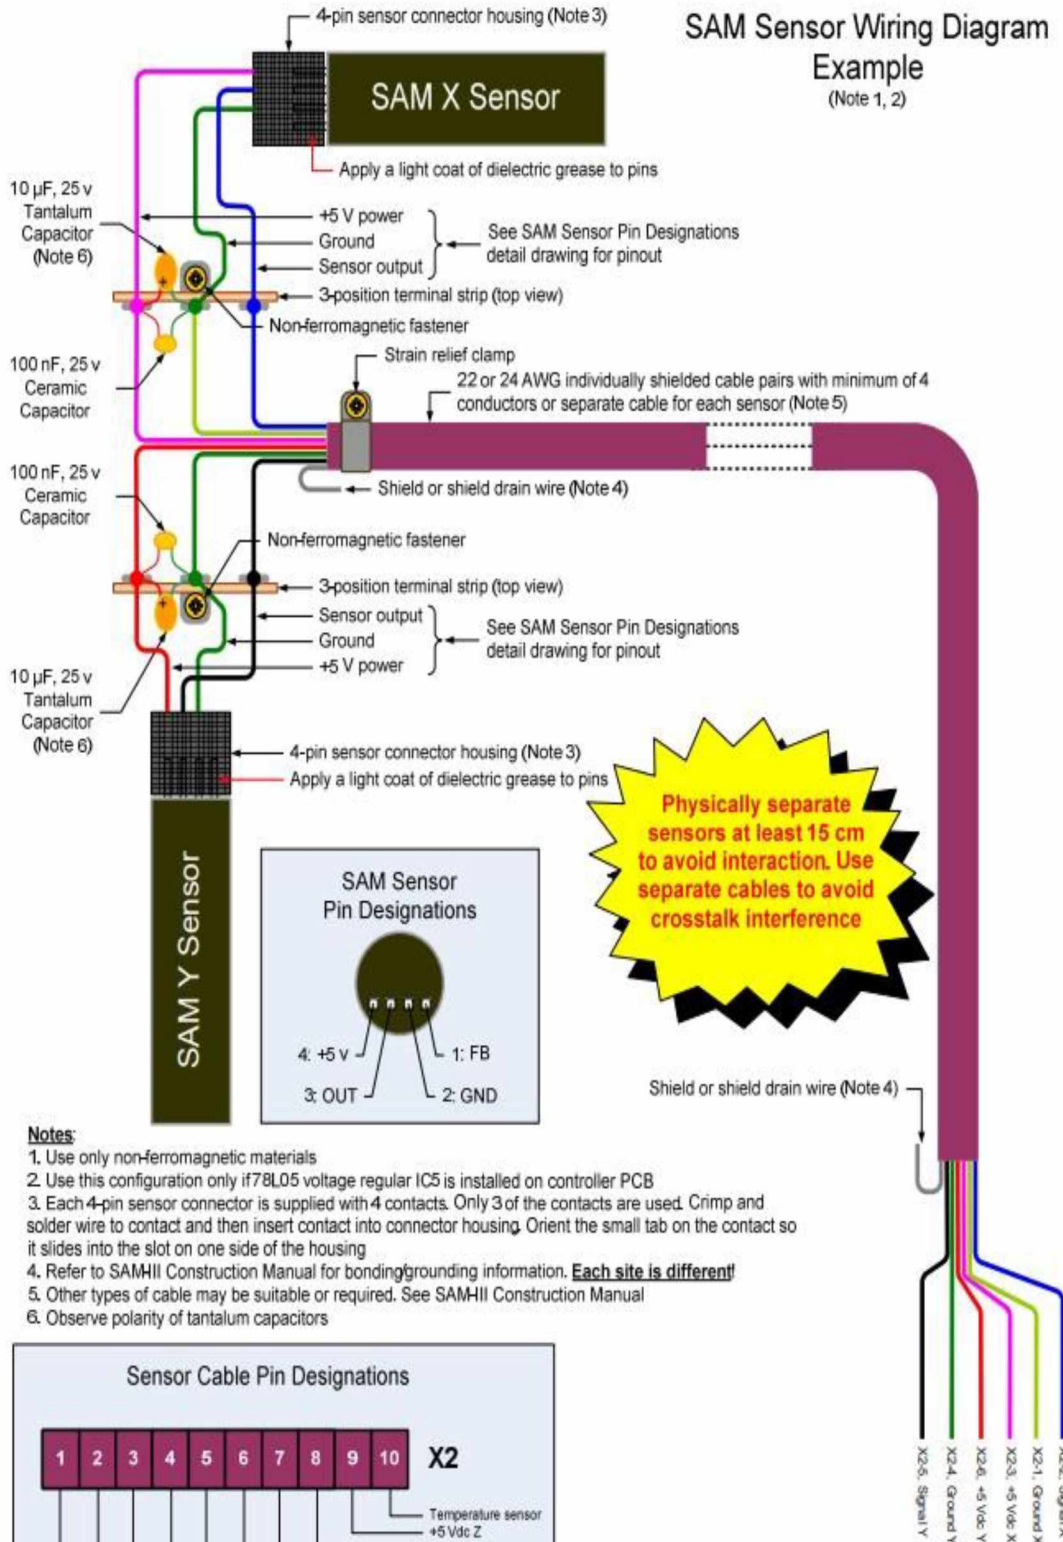 SAM Sensor Wiring Diagram
Example
(Note 1, 2)
4-pin sensor connector housing (Note 3)
SAM X Sensor
Apply a light coat of dielectric grease to pins
10 µF, 25 v
Tantalum
Capacitor
(Note 6)
+5 V power
Ground
Sensor output
See SAM Sensor Pin Designations
detail drawing for pinout
3-position terminal strip (top view)
Non-ferromagnetic fastener
100 nF, 25 v
Ceramic
Capacitor
Strain relief clamp
22 or 24 AWG individually shielded cable pairs with minimum of 4
conductors or separate cable for each sensor (Note 5)
100 nF, 25 v
Ceramic
Capacitor
Shield or shield drain wire (Note 4)
Non-ferromagnetic fastener
3-position terminal strip (top view)
Sensor output
Ground
+5 V power
See SAM Sensor Pin Designations
detail drawing for pinout
10 µF, 25 v
Tantalum
Capacitor
(Note 6)
4-pin sensor connector housing (Note 3)
Apply a light coat of dielectric grease to pins
SAM Y Sensor
Physically separate
sensors at least 15 cm
to avoid interaction. Use
separate cables to avoid
crosstalk interference
SAM Sensor
Pin Designations
4: +5 v
1: FB
3: OUT
2: GND
Shield or shield drain wire (Note 4)
Notes:
1. Use only non-ferromagnetic materials
2. Use this configuration only if 78L05 voltage regular IC5 is installed on controller PCB
3. Each 4-pin sensor connector is supplied with 4 contacts. Only 3 of the contacts are used. Crimp and
solder wire to contact and then insert contact into connector housing. Orient the small tab on the contact so
it slides into the slot on one side of the housing
4. Refer to SAM-III Construction Manual for bonding/grounding information. Each site is different!
5. Other types of cable may be suitable or required. See SAM-III Construction Manual
6. Observe polarity of tantalum capacitors
Sensor Cable Pin Designations
1 2 3 4 5 6 7 8 9 10 X2
Temperature sensor
+5 Vdc Z
X2-5, Signal Y
X2-4, Ground Y
X2-6, +5 Vdc Y
X2-3, +5 Vdc X
X2-1, Ground X